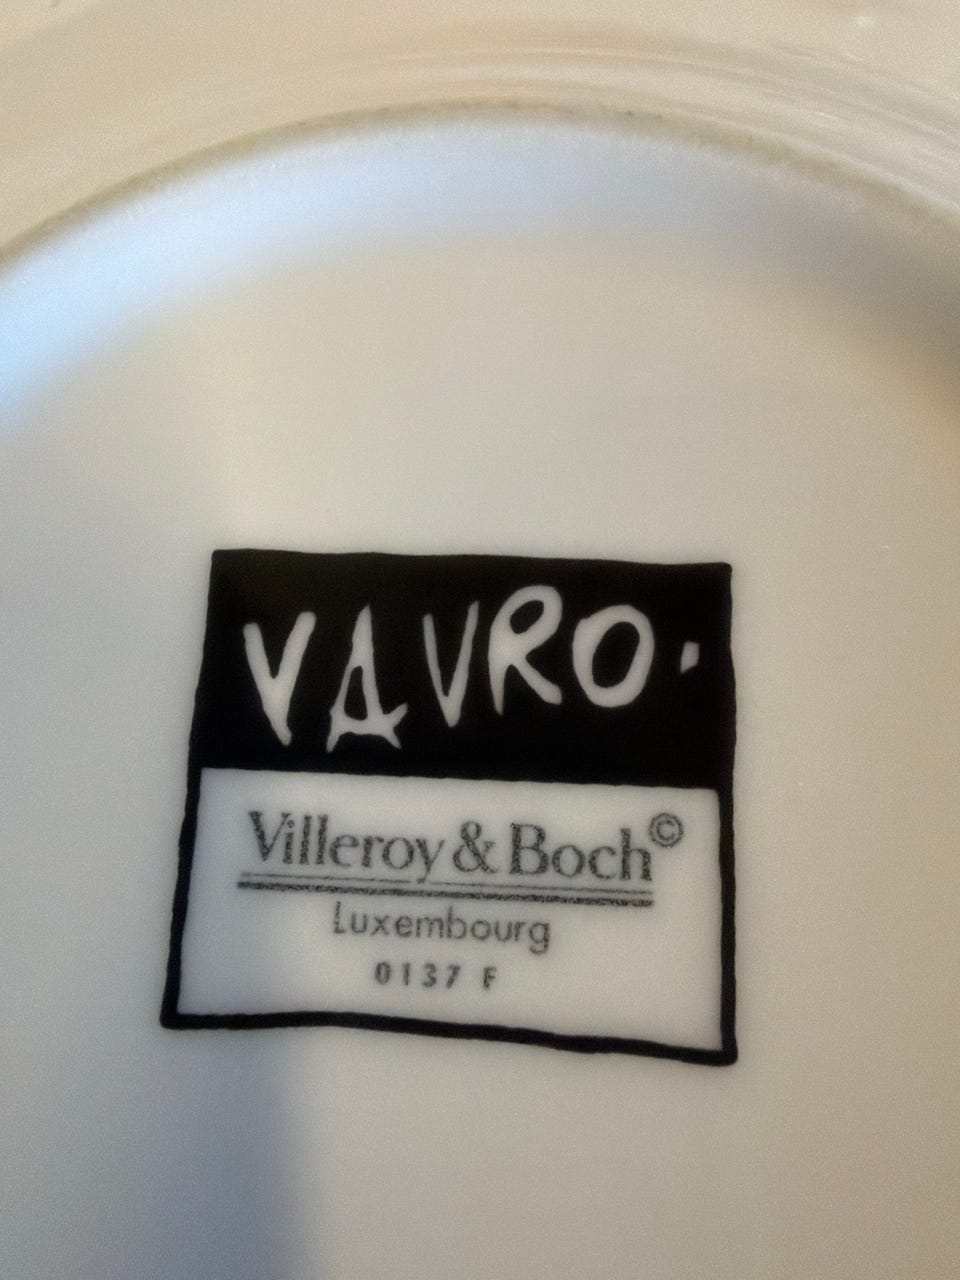 VAVRO.
Villeroy & Boch©
Luxembourg
0137 F